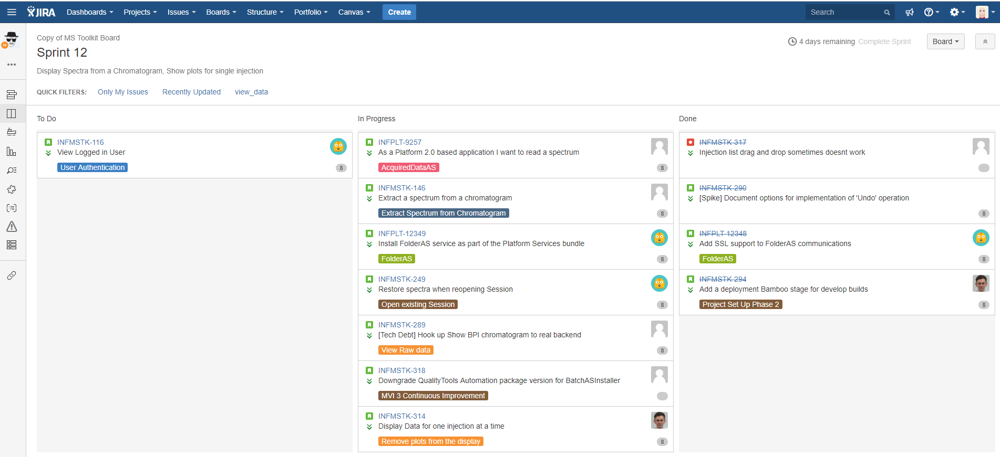 JIRA Dashboards Projects Issues Boards Structure Portfolio Canvas Create Search
Copy of MS Toolkit Board
Sprint 12
4 days remaining Complete Sprint Board
Display Spectra from a Chromatogram, Show plots for single injection
QUICK FILTERS: Only My Issues Recently Updated view_data
To Do
INFMSTK-116
View Logged in User
User Authentication 8
In Progress
INFPLT-9257
As a Platform 2.0 based application I want to read a spectrum
AcquiredDataAS 8
INFMSTK-146
Extract a spectrum from a chromatogram
Extract Spectrum from Chromatogram 8
INFPLT-12349
Install FolderAS service as part of the Platform Services bundle
FolderAS 8
INFMSTK-249
Restore spectra when reopening Session
Open existing Session 8
INFMSTK-289
[Tech Debt] Hook up Show BPI chromatogram to real backend
View Raw data 8
INFMSTK-318
Downgrade QualityTools Automation package version for BatchASInstaller
MVI 3 Continuous Improvement
INFMSTK-314
Display Data for one injection at a time
Remove plots from the display 8
Done
INFMSTK-317
Injection list drag and drop sometimes doesnt work
INFMSTK-290
[Spike] Document options for implementation of 'Undo' operation
8
INFPLT-12348
Add SSL support to FolderAS communications
FolderAS 8
INFMSTK-294
Add a deployment Bamboo stage for develop builds
Project Set Up Phase 2 8